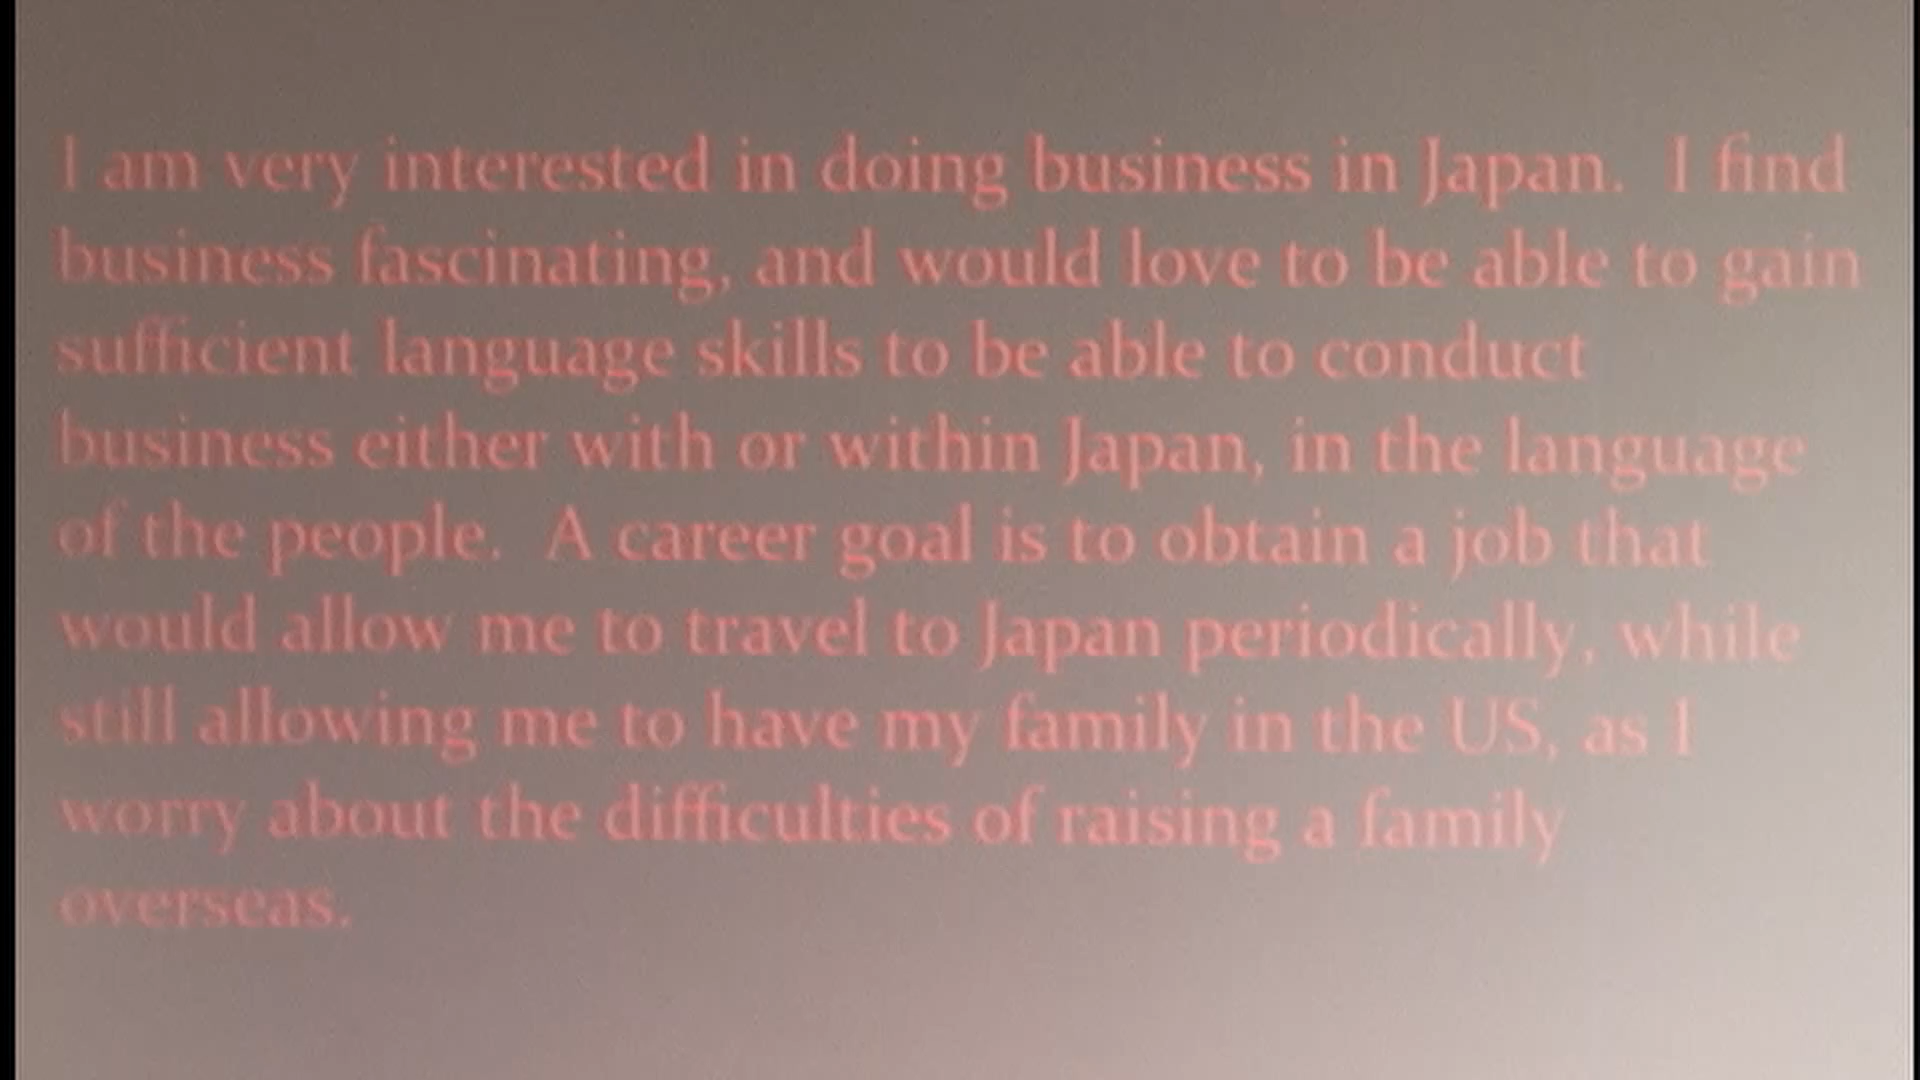 I am very interested in doing business in Japan.  I find
business fascinating, and would love to be able to gain
sufficient language skills to be able to conduct
business either with or within Japan, in the language
of the people.  A career goal is to obtain a job that
would allow me to travel to Japan periodically, while
still allowing me to have my family in the US, as I
worry about the difficulties of raising a family
overseas.